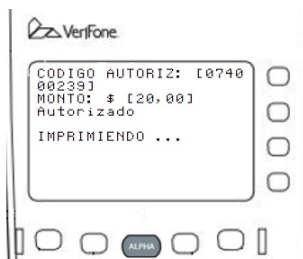 VeriFone
CODIGO AUTORIZ: [0740
00239]
MONTO: $ [20,00]
Autorizado
IMPRIMIENDO ...
ALPHA